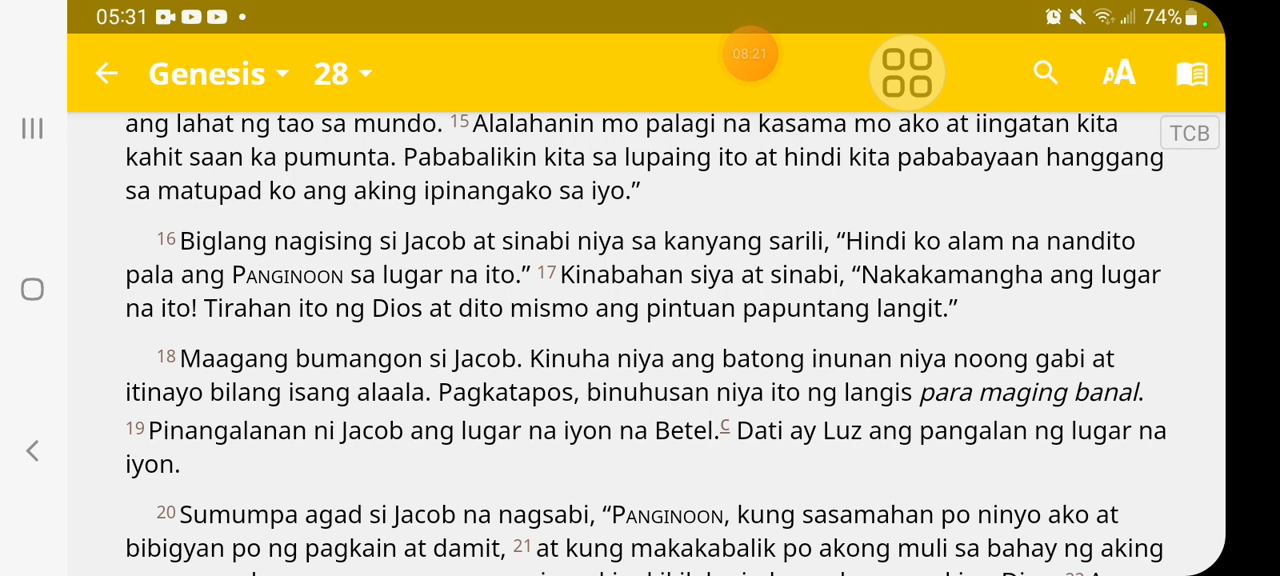 05:31
74%
Genesis 28
08:21
TCB
ang lahat ng tao sa mundo. 15 Alalahanin mo palagi na kasama mo ako at iingatan kita
kahit saan ka pumunta. Pababalikin kita sa lupaing ito at hindi kita pababayaan hanggang
sa matupad ko ang aking ipinangako sa iyo.”
16 Biglang nagising si Jacob at sinabi niya sa kanyang sarili, “Hindi ko alam na nandito
pala ang PANGINOON sa lugar na ito.” 17 Kinabahan siya at sinabi, “Nakakamangha ang lugar
na ito! Tirahan ito ng Dios at dito mismo ang pintuan papuntang langit.”
18 Maagang bumangon si Jacob. Kinuha niya ang batong inunan niya noong gabi at
itinayo bilang isang alaala. Pagkatapos, binuhusan niya ito ng langis para maging banal.
19 Pinangalanan ni Jacob ang lugar na iyon na Betel.c Dati ay Luz ang pangalan ng lugar na
iyon.
20 Sumumpa agad si Jacob na nagsabi, “PANGINOON, kung sasamahan po ninyo ako at
bibigyan po ng pagkain at damit, 21 at kung makakabalik po akong muli sa bahay ng aking